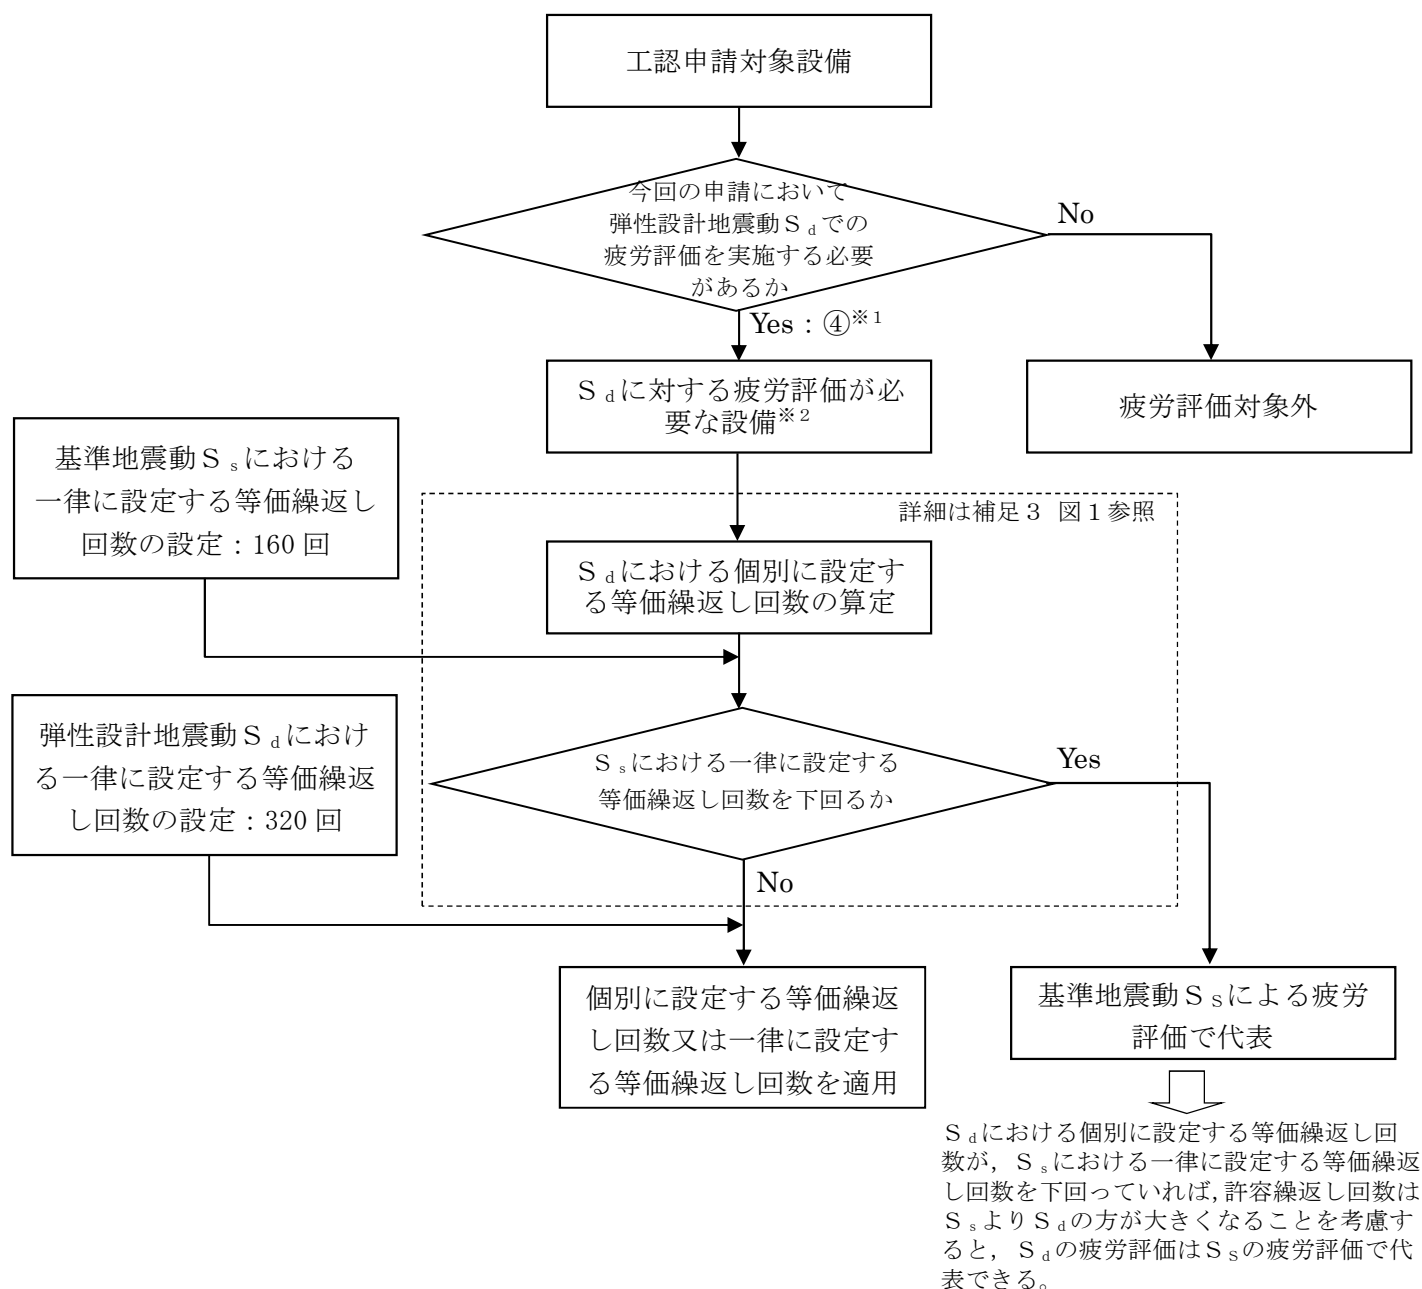 工認申請対象設備
今回の申請において
弾性設計地震動Ｓｄでの
疲労評価を実施する必要
があるか
No
Yes：④※1
Ｓｄに対する疲労評価が必
要な設備※2
疲労評価対象外
基準地震動Ｓｓにおける
一律に設定する等価繰返し
回数の設定：160 回
詳細は補足３ 図１参照
Ｓｄにおける個別に設定す
る等価繰返し回数の算定
弾性設計地震動Ｓｄにおけ
る一律に設定する等価繰返
し回数の設定：320 回
Ｓｓにおける一律に設定する
等価繰返し回数を下回るか
Yes
No
個別に設定する等価繰返
し回数又は一律に設定す
る等価繰返し回数を適用
基準地震動ＳＳによる疲労
評価で代表
Ｓｄにおける個別に設定する等価繰返し回
数が，Ｓｓにおける一律に設定する等価繰返
し回数を下回っていれば,許容繰返し回数は
ＳｓよりＳｄの方が大きくなることを考慮す
ると，Ｓｄの疲労評価はＳＳの疲労評価で代
表できる。